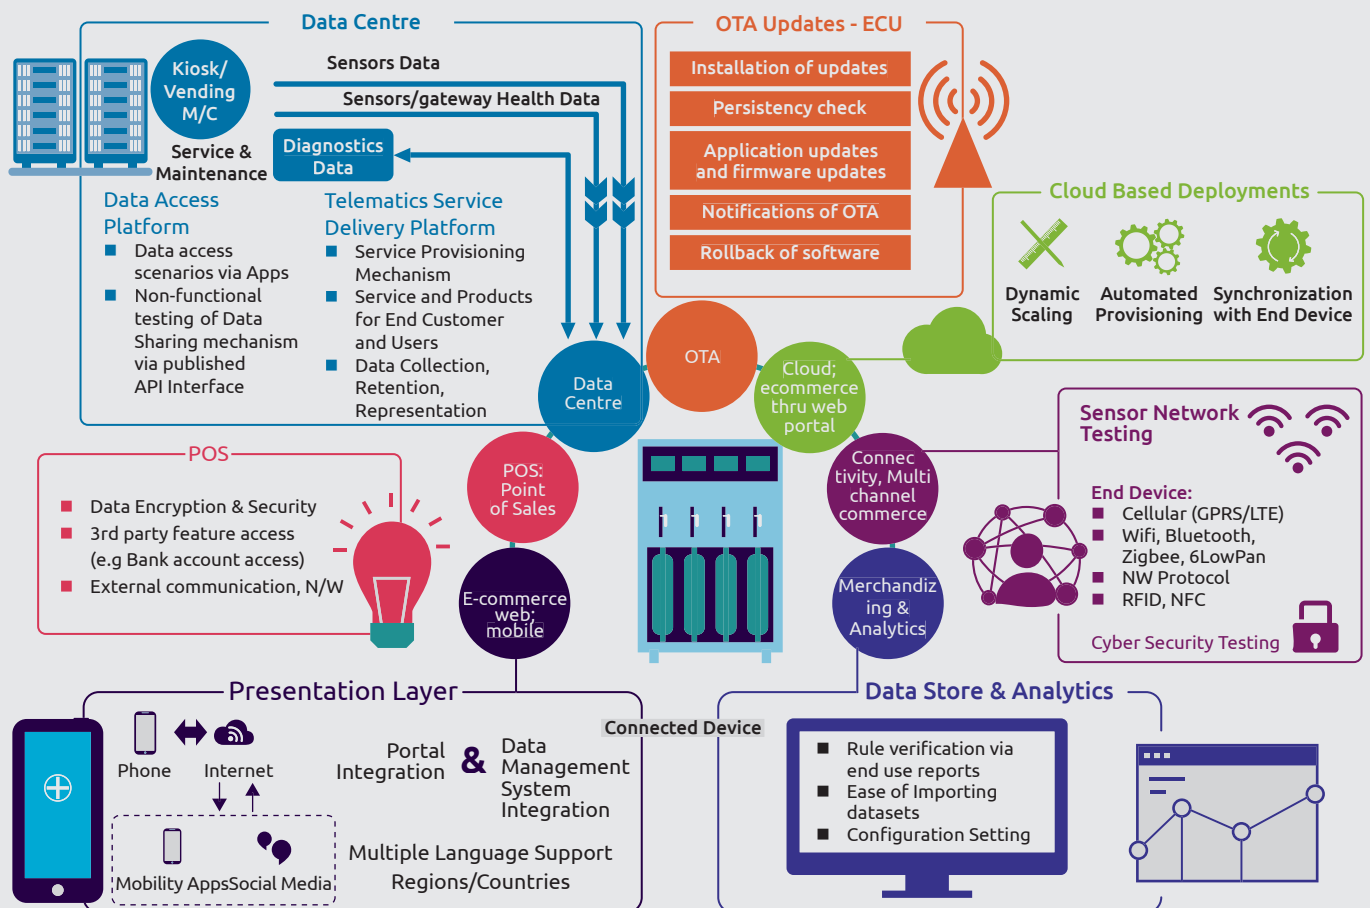 Data Centre
Kiosk/
Vending
M/C
Sensors Data
Sensors/gateway Health Data
Service &
Maintenance
Diagnostics
Data
Data Access
Platform
■ Data access
scenarios via Apps
■ Non-functional
testing of Data
Sharing mechanism
via published
API Interface
Telematics Service
Delivery Platform
■ Service Provisioning
Mechanism
■ Service and Products
for End Customer
and Users
■ Data Collection,
Retention,
Representation
OTA Updates - ECU
Installation of updates
Persistency check
Application updates
and firmware updates
Notifications of OTA
Rollback of software
Cloud Based Deployments
Dynamic
Scaling
Automated
Provisioning
Synchronization
with End Device
Data
Centre
OTA
Cloud;
ecommerce
thru web
portal
POS:
Point
of Sales
Connec
tivity, Multi
channel
commerce
E-commerce
web;
mobile
Merchandiz
ing &
Analytics
POS
■ Data Encryption & Security
■ 3rd party feature access
(e.g Bank account access)
■ External communication, N/W
Sensor Network
Testing
End Device:
■ Cellular (GPRS/LTE)
■ Wifi, Bluetooth,
Zigbee, 6LowPan
■ NW Protocol
■ RFID, NFC
Cyber Security Testing
Presentation Layer
Phone
Internet
Mobility Apps
Social Media
Portal
Integration
&
Data
Management
System
Integration
Multiple Language Support
Regions/Countries
Connected Device
Data Store & Analytics
■ Rule verification via
end use reports
■ Ease of Importing
datasets
■ Configuration Setting